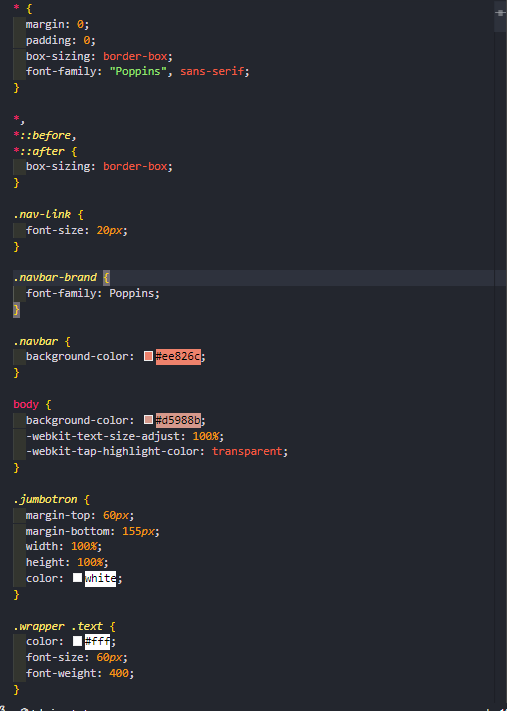 * {
margin: 0;
padding: 0;
box-sizing: border-box;
font-family: "Poppins", sans-serif;
}
*,
*::before,
*::after {
box-sizing: border-box;
}
.nav-link {
font-size: 20px;
}
.navbar-brand {
font-family: Poppins;
}
.navbar {
background-color: #ee826c;
}
body {
background-color: #d5988b;
-webkit-text-size-adjust: 100%;
-webkit-tap-highlight-color: transparent;
}
.jumbotron {
margin-top: 60px;
margin-bottom: 155px;
width: 100%;
height: 100%;
color: white;
}
.wrapper .text {
color: #fff;
font-size: 60px;
font-weight: 400;
}